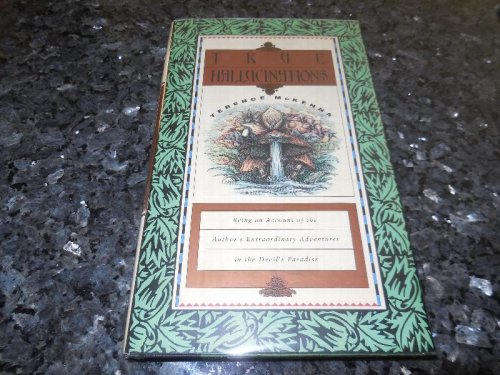 TRUE
HALLUCINATIONS
TERENCE McKENNA
Being an Account of the
Author's Extraordinary Adventures
in the Devil's Paradise